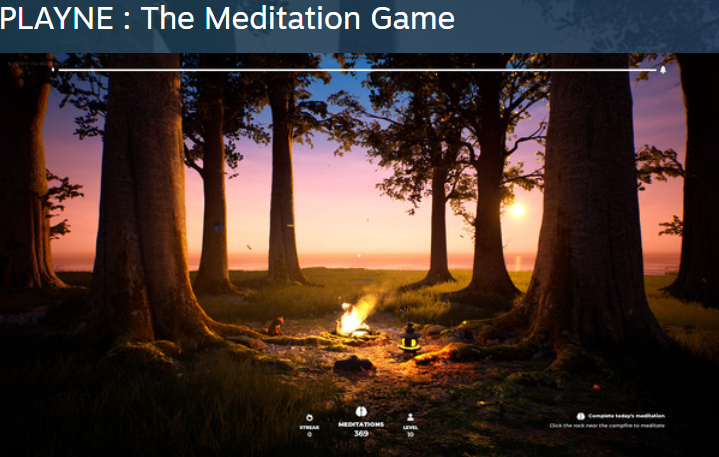 PLAYNE : The Meditation Game
Complete today's meditation
STREAK
MEDITATIONS
LEVEL
0
369
10
Click the rock near the campfire to meditate